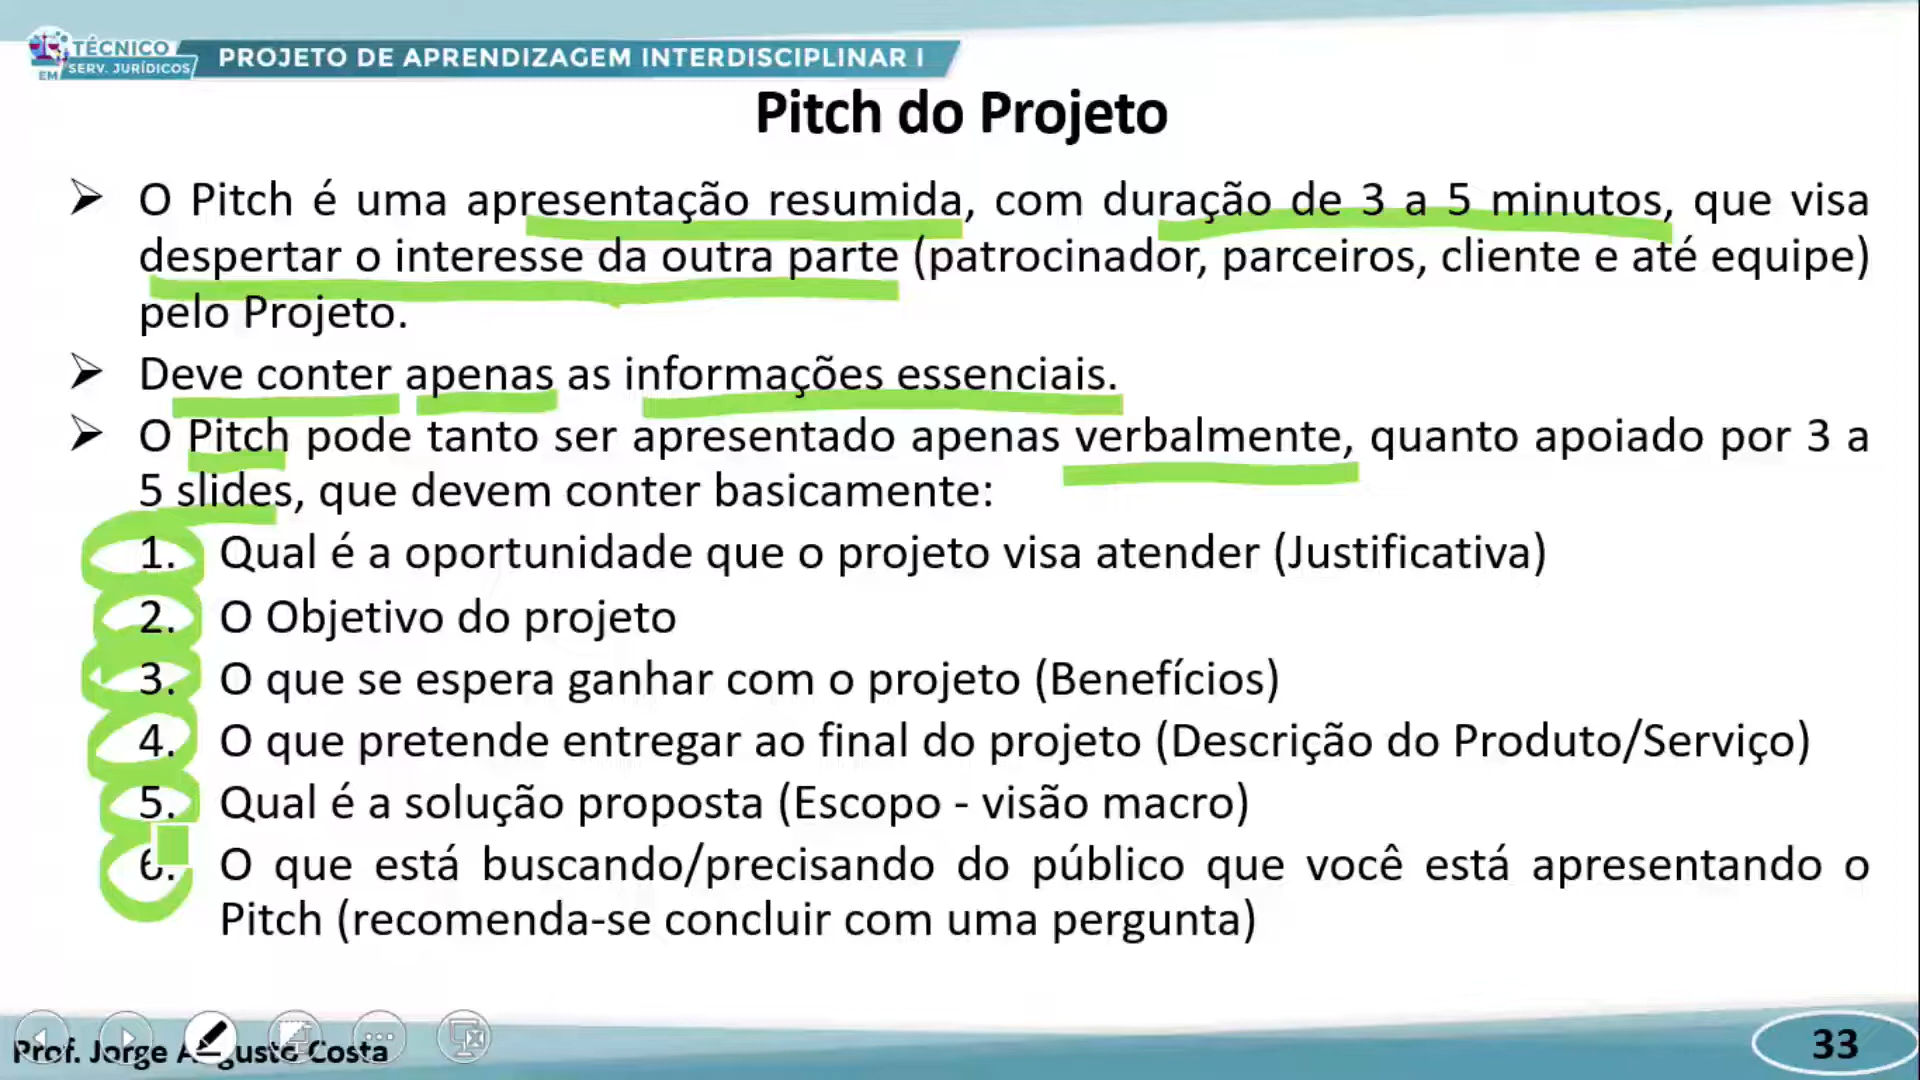 TÉCNICO
EM SERV. JURÍDICOS
PROJETO DE APRENDIZAGEM INTERDISCIPLINAR I
Pitch do Projeto
O Pitch é uma apresentação resumida, com duração de 3 a 5 minutos, que visa
despertar o interesse da outra parte (patrocinador, parceiros, cliente e até equipe)
pelo Projeto.
Deve conter apenas as informações essenciais.
O Pitch pode tanto ser apresentado apenas verbalmente, quanto apoiado por 3 a
5 slides, que devem conter basicamente:
1. Qual é a oportunidade que o projeto visa atender (Justificativa)
2. O Objetivo do projeto
3. O que se espera ganhar com o projeto (Benefícios)
4. O que pretende entregar ao final do projeto (Descrição do Produto/Serviço)
5. Qual é a solução proposta (Escopo - visão macro)
6. O que está buscando/precisando do público que você está apresentando o
Pitch (recomenda-se concluir com uma pergunta)
Prof. Jorge Augusto Costa
33